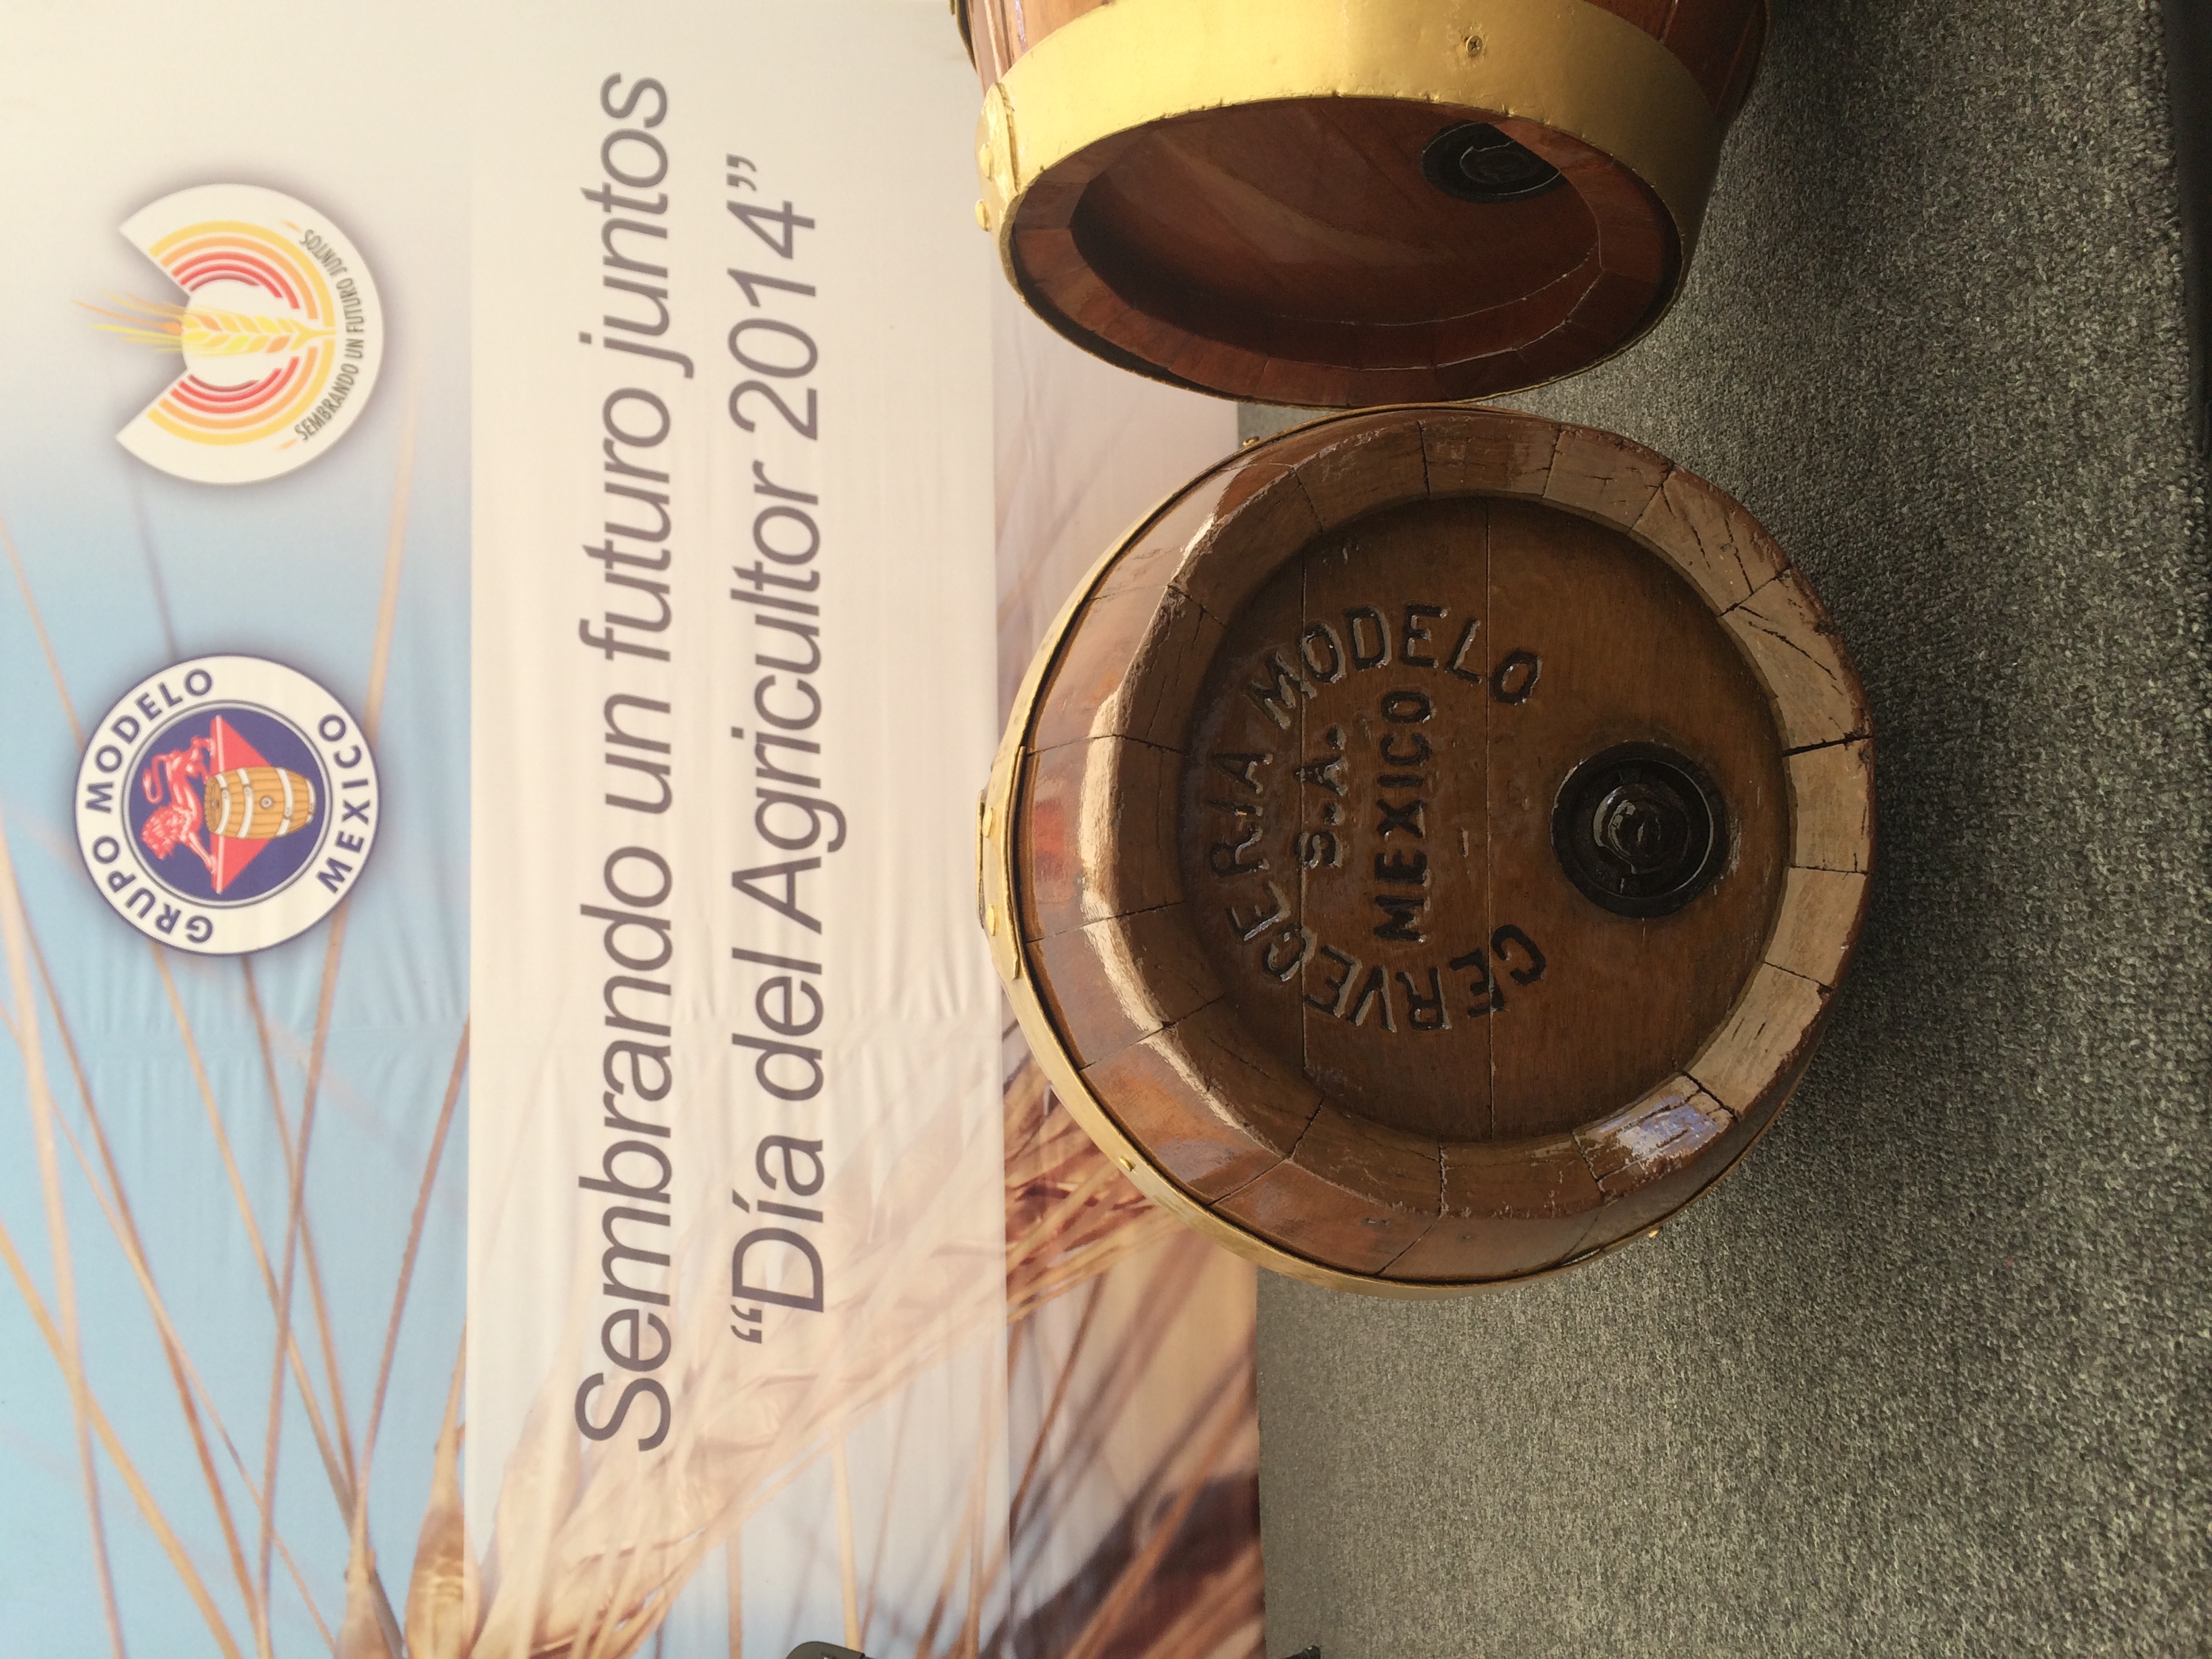 GRUPO MODELO
MEXICO
SEMBRANDO UN FUTURO JUNTOS
Sembrando un futuro juntos
“Día del Agricultor 2014”
CERVECERIA MODELO
S.A.
MEXICO